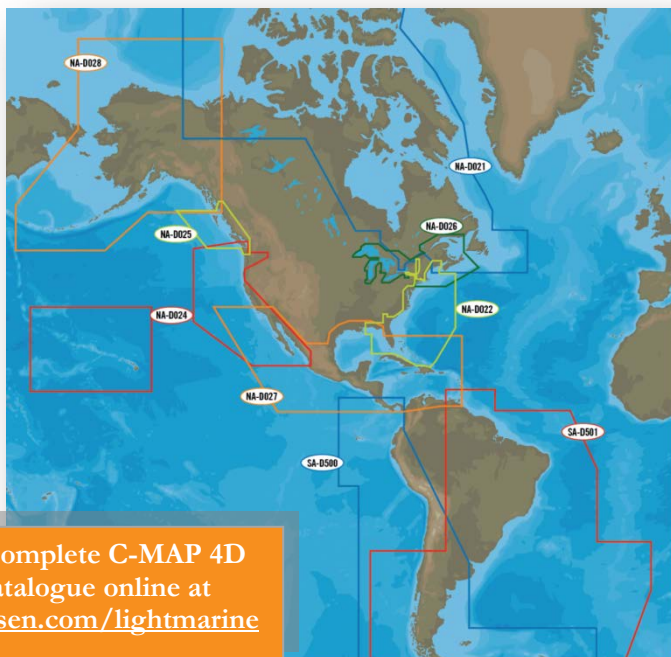 NA-D028
NA-D021
NA-D026
NA-D025
NA-D022
NA-D024
NA-D027
SA-D501
SA-D500
omplete C-MAP 4D
atalogue online at
sen.com/lightmarine